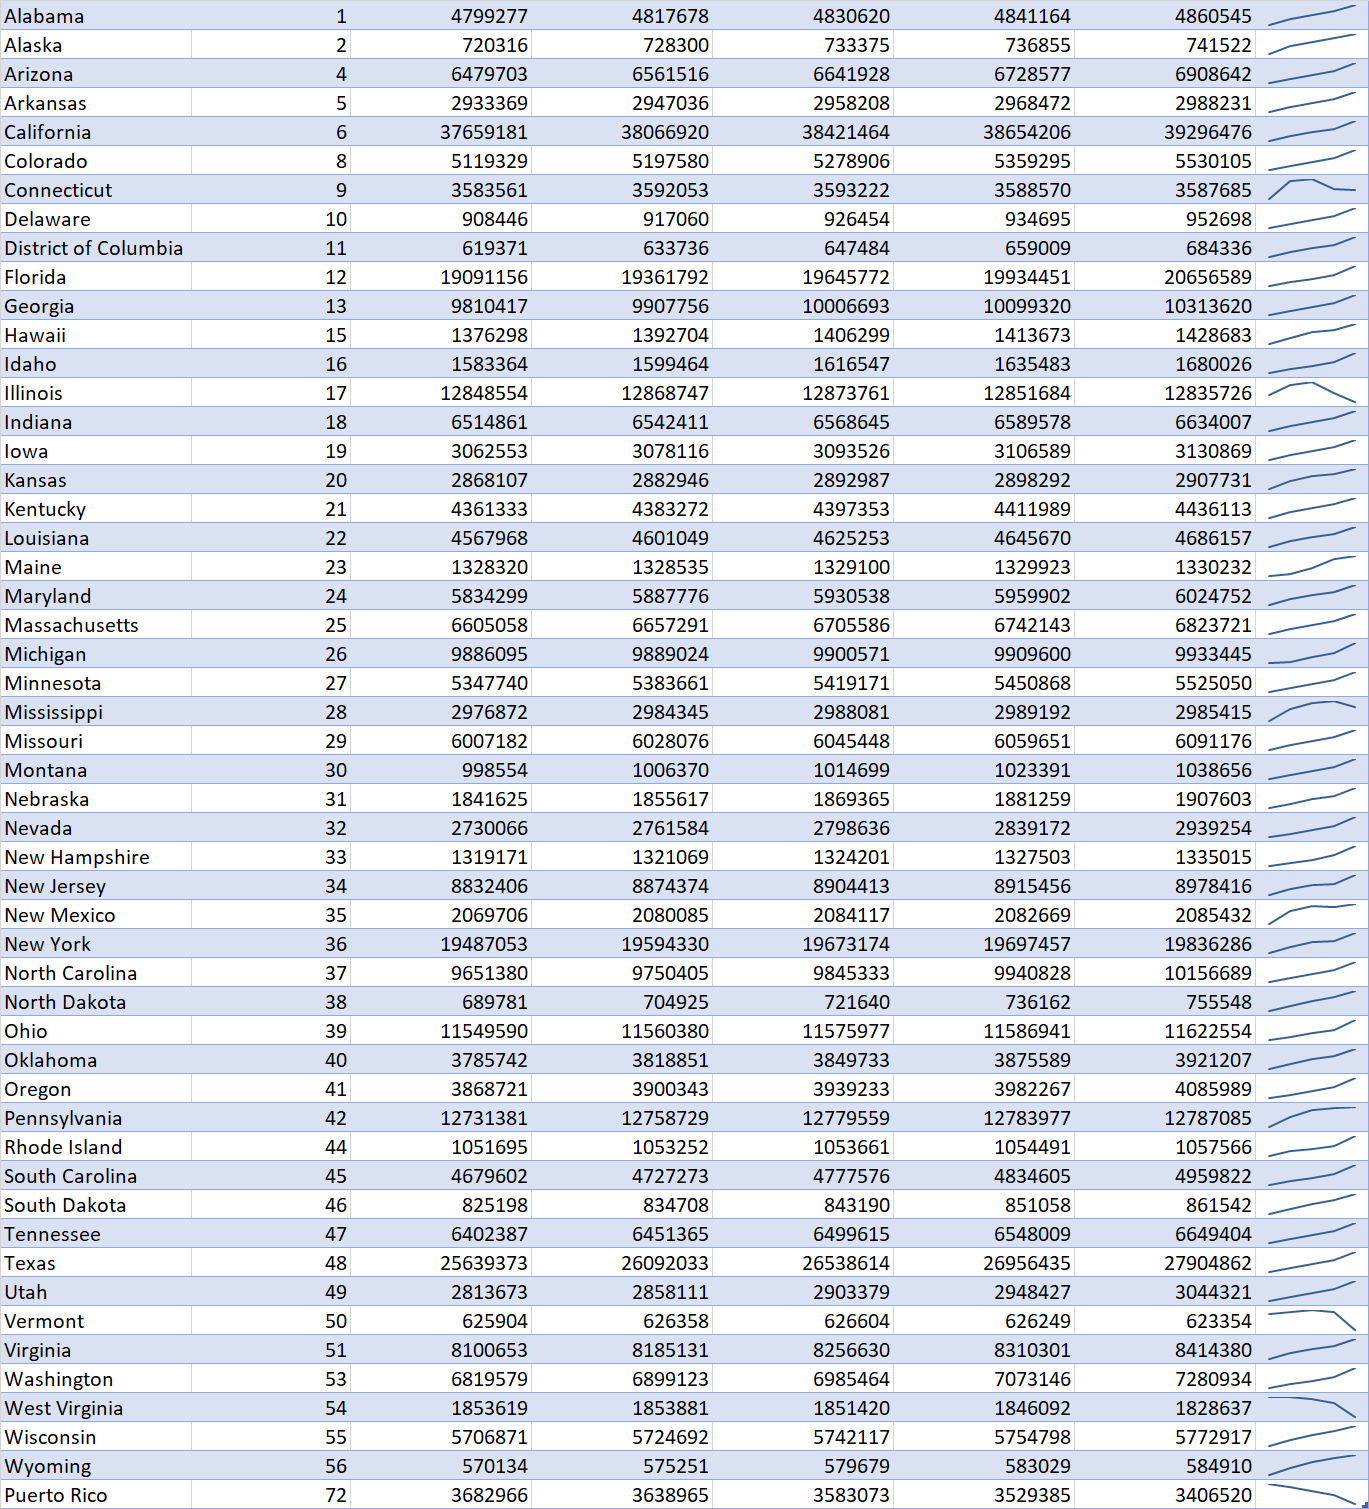 Alabama 1 4799277 4817678 4830620 4841164 4860545
Alaska 2 720316 728300 733375 736855 741522
Arizona 4 6479703 6561516 6641928 6728577 6908642
Arkansas 5 2933369 2947036 2958208 2968472 2988231
California 6 37659181 38066920 38421464 38654206 39296476
Colorado 8 5119329 5197580 5278906 5359295 5530105
Connecticut 9 3583561 3592053 3593222 3588570 3587685
Delaware 10 908446 917060 926454 934695 952698
District of Columbia 11 619371 633736 647484 659009 684336
Florida 12 19091156 19361792 19645772 19934451 20656589
Georgia 13 9810417 9907756 10006693 10099320 10313620
Hawaii 15 1376298 1392704 1406299 1413673 1428683
Idaho 16 1583364 1599464 1616547 1635483 1680026
Illinois 17 12848554 12868747 12873761 12851684 12835726
Indiana 18 6514861 6542411 6568645 6589578 6634007
Iowa 19 3062553 3078116 3093526 3106589 3130869
Kansas 20 2868107 2882946 2892987 2898292 2907731
Kentucky 21 4361333 4383272 4397353 4411989 4436113
Louisiana 22 4567968 4601049 4625253 4645670 4686157
Maine 23 1328320 1328535 1329100 1329923 1330232
Maryland 24 5834299 5887776 5930538 5959902 6024752
Massachusetts 25 6605058 6657291 6705586 6742143 6823721
Michigan 26 9886095 9889024 9900571 9909600 9933445
Minnesota 27 5347740 5383661 5419171 5450868 5525050
Mississippi 28 2976872 2984345 2988081 2989192 2985415
Missouri 29 6007182 6028076 6045448 6059651 6091176
Montana 30 998554 1006370 1014699 1023391 1038656
Nebraska 31 1841625 1855617 1869365 1881259 1907603
Nevada 32 2730066 2761584 2798636 2839172 2939254
New Hampshire 33 1319171 1321069 1324201 1327503 1335015
New Jersey 34 8832406 8874374 8904413 8915456 8978416
New Mexico 35 2069706 2080085 2084117 2082669 2085432
New York 36 19487053 19594330 19673174 19697457 19836286
North Carolina 37 9651380 9750405 9845333 9940828 10156689
North Dakota 38 689781 704925 721640 736162 755548
Ohio 39 11549590 11560380 11575977 11586941 11622554
Oklahoma 40 3785742 3818851 3849733 3875589 3921207
Oregon 41 3868721 3900343 3939233 3982267 4085989
Pennsylvania 42 12731381 12758729 12779559 12783977 12787085
Rhode Island 44 1051695 1053252 1053661 1054491 1057566
South Carolina 45 4679602 4727273 4777576 4834605 4959822
South Dakota 46 825198 834708 843190 851058 861542
Tennessee 47 6402387 6451365 6499615 6548009 6649404
Texas 48 25639373 26092033 26538614 26956435 27904862
Utah 49 2813673 2858111 2903379 2948427 3044321
Vermont 50 625904 626358 626604 626249 623354
Virginia 51 8100653 8185131 8256630 8310301 8414380
Washington 53 6819579 6899123 6985464 7073146 7280934
West Virginia 54 1853619 1853881 1851420 1846092 1828637
Wisconsin 55 5706871 5724692 5742117 5754798 5772917
Wyoming 56 570134 575251 579679 583029 584910
Puerto Rico 72 3682966 3638965 3583073 3529385 3406520